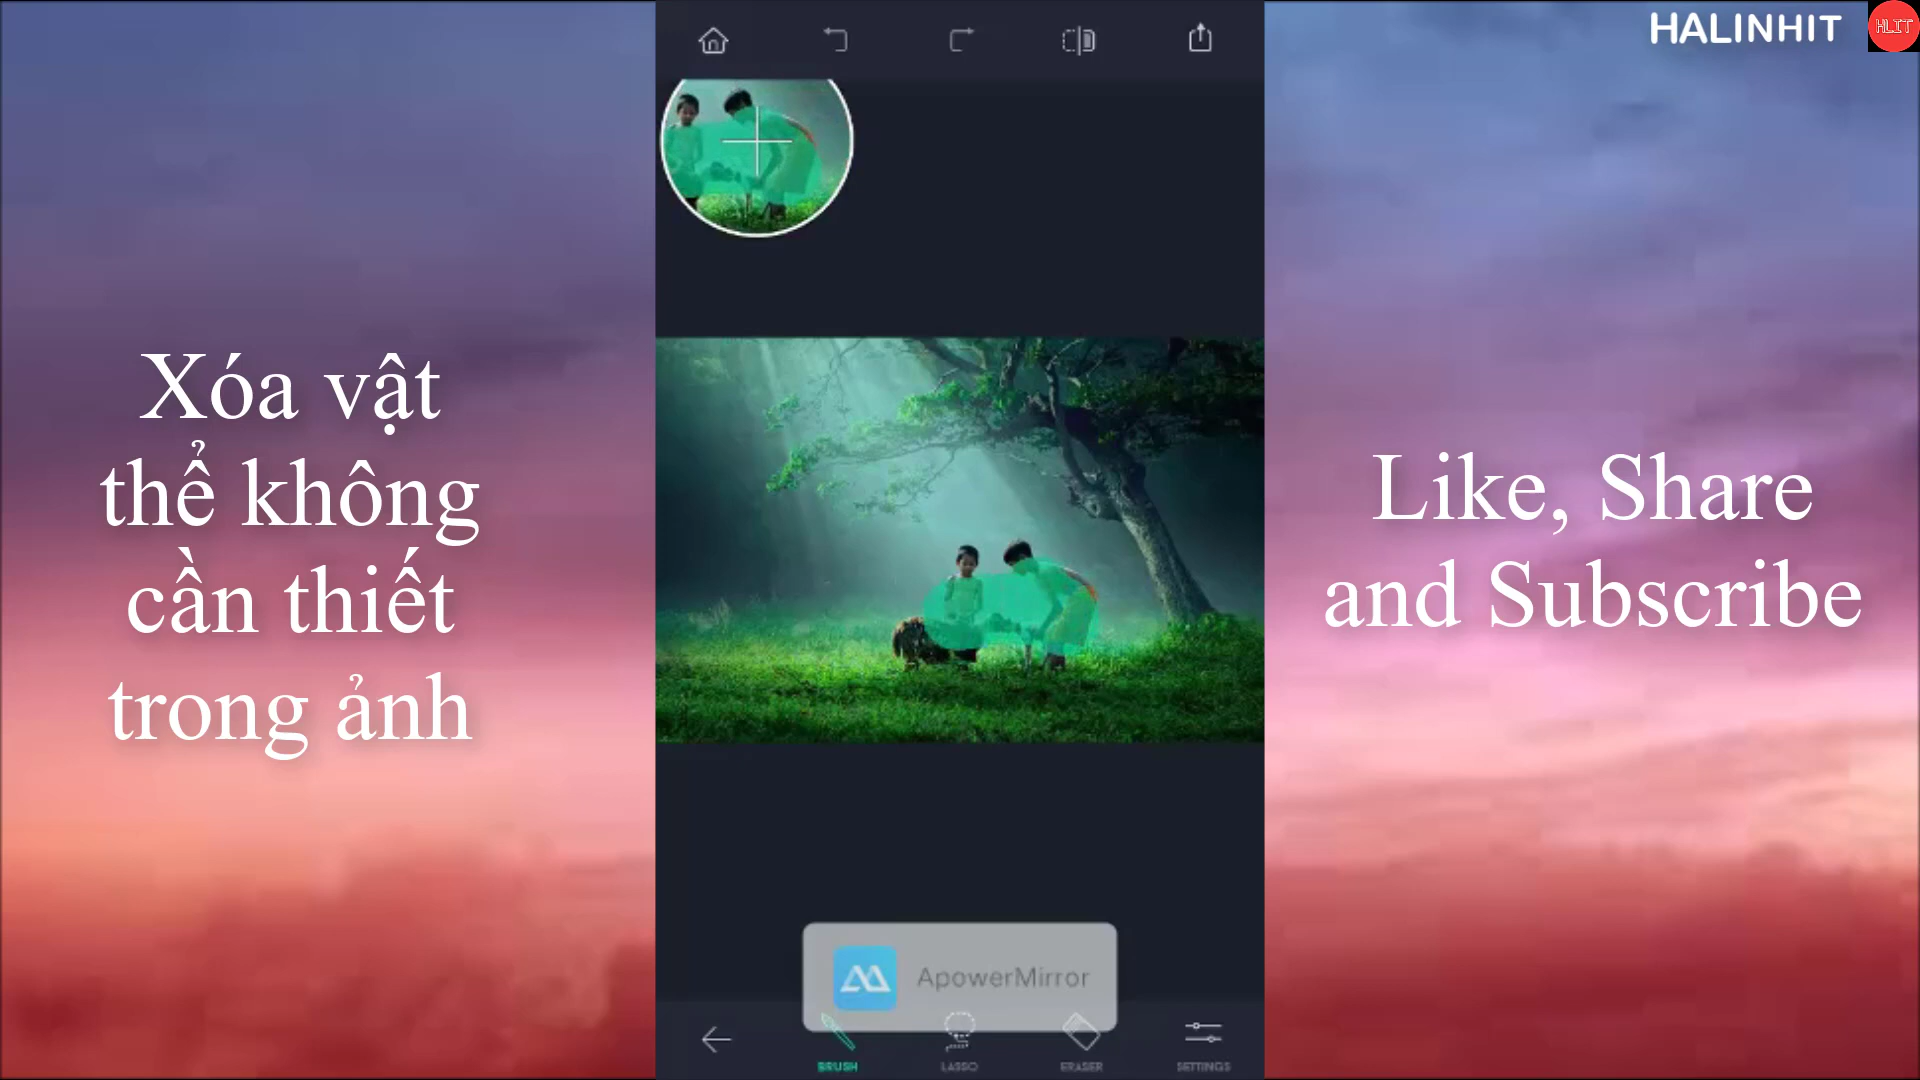 HALINHIT
HLIT
Xóa vật
thể không
cần thiết
trong ảnh
Like, Share
and Subscribe
ApowerMirror
BRUSH
LASSO
ERASER
SETTINGS